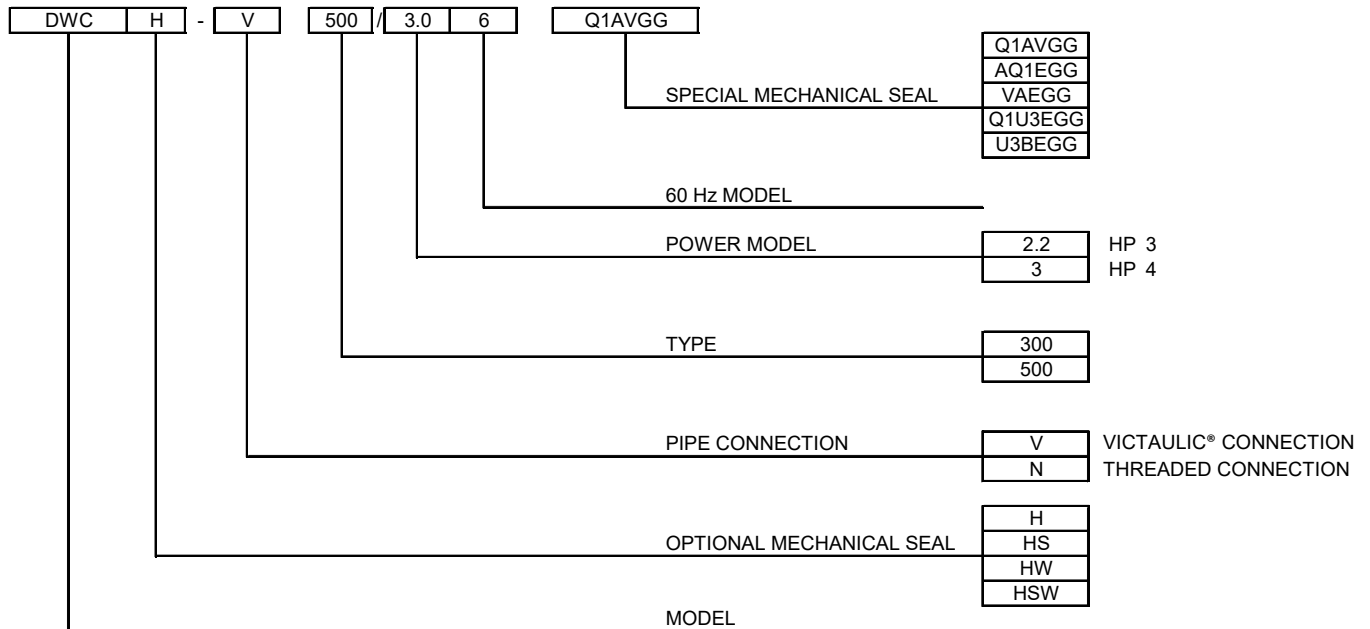 DWC H - V 500 / 3.0 6 Q1AVGG
Q1AVGG
AQ1EGG
SPECIAL MECHANICAL SEAL VAEGG
Q1U3EGG
U3BEGG
60 Hz MODEL
POWER MODEL 2.2 HP 3
3 HP 4
TYPE 300
500
PIPE CONNECTION V VICTAULIC® CONNECTION
N THREADED CONNECTION
H
OPTIONAL MECHANICAL SEAL HS
HW
HSW
MODEL